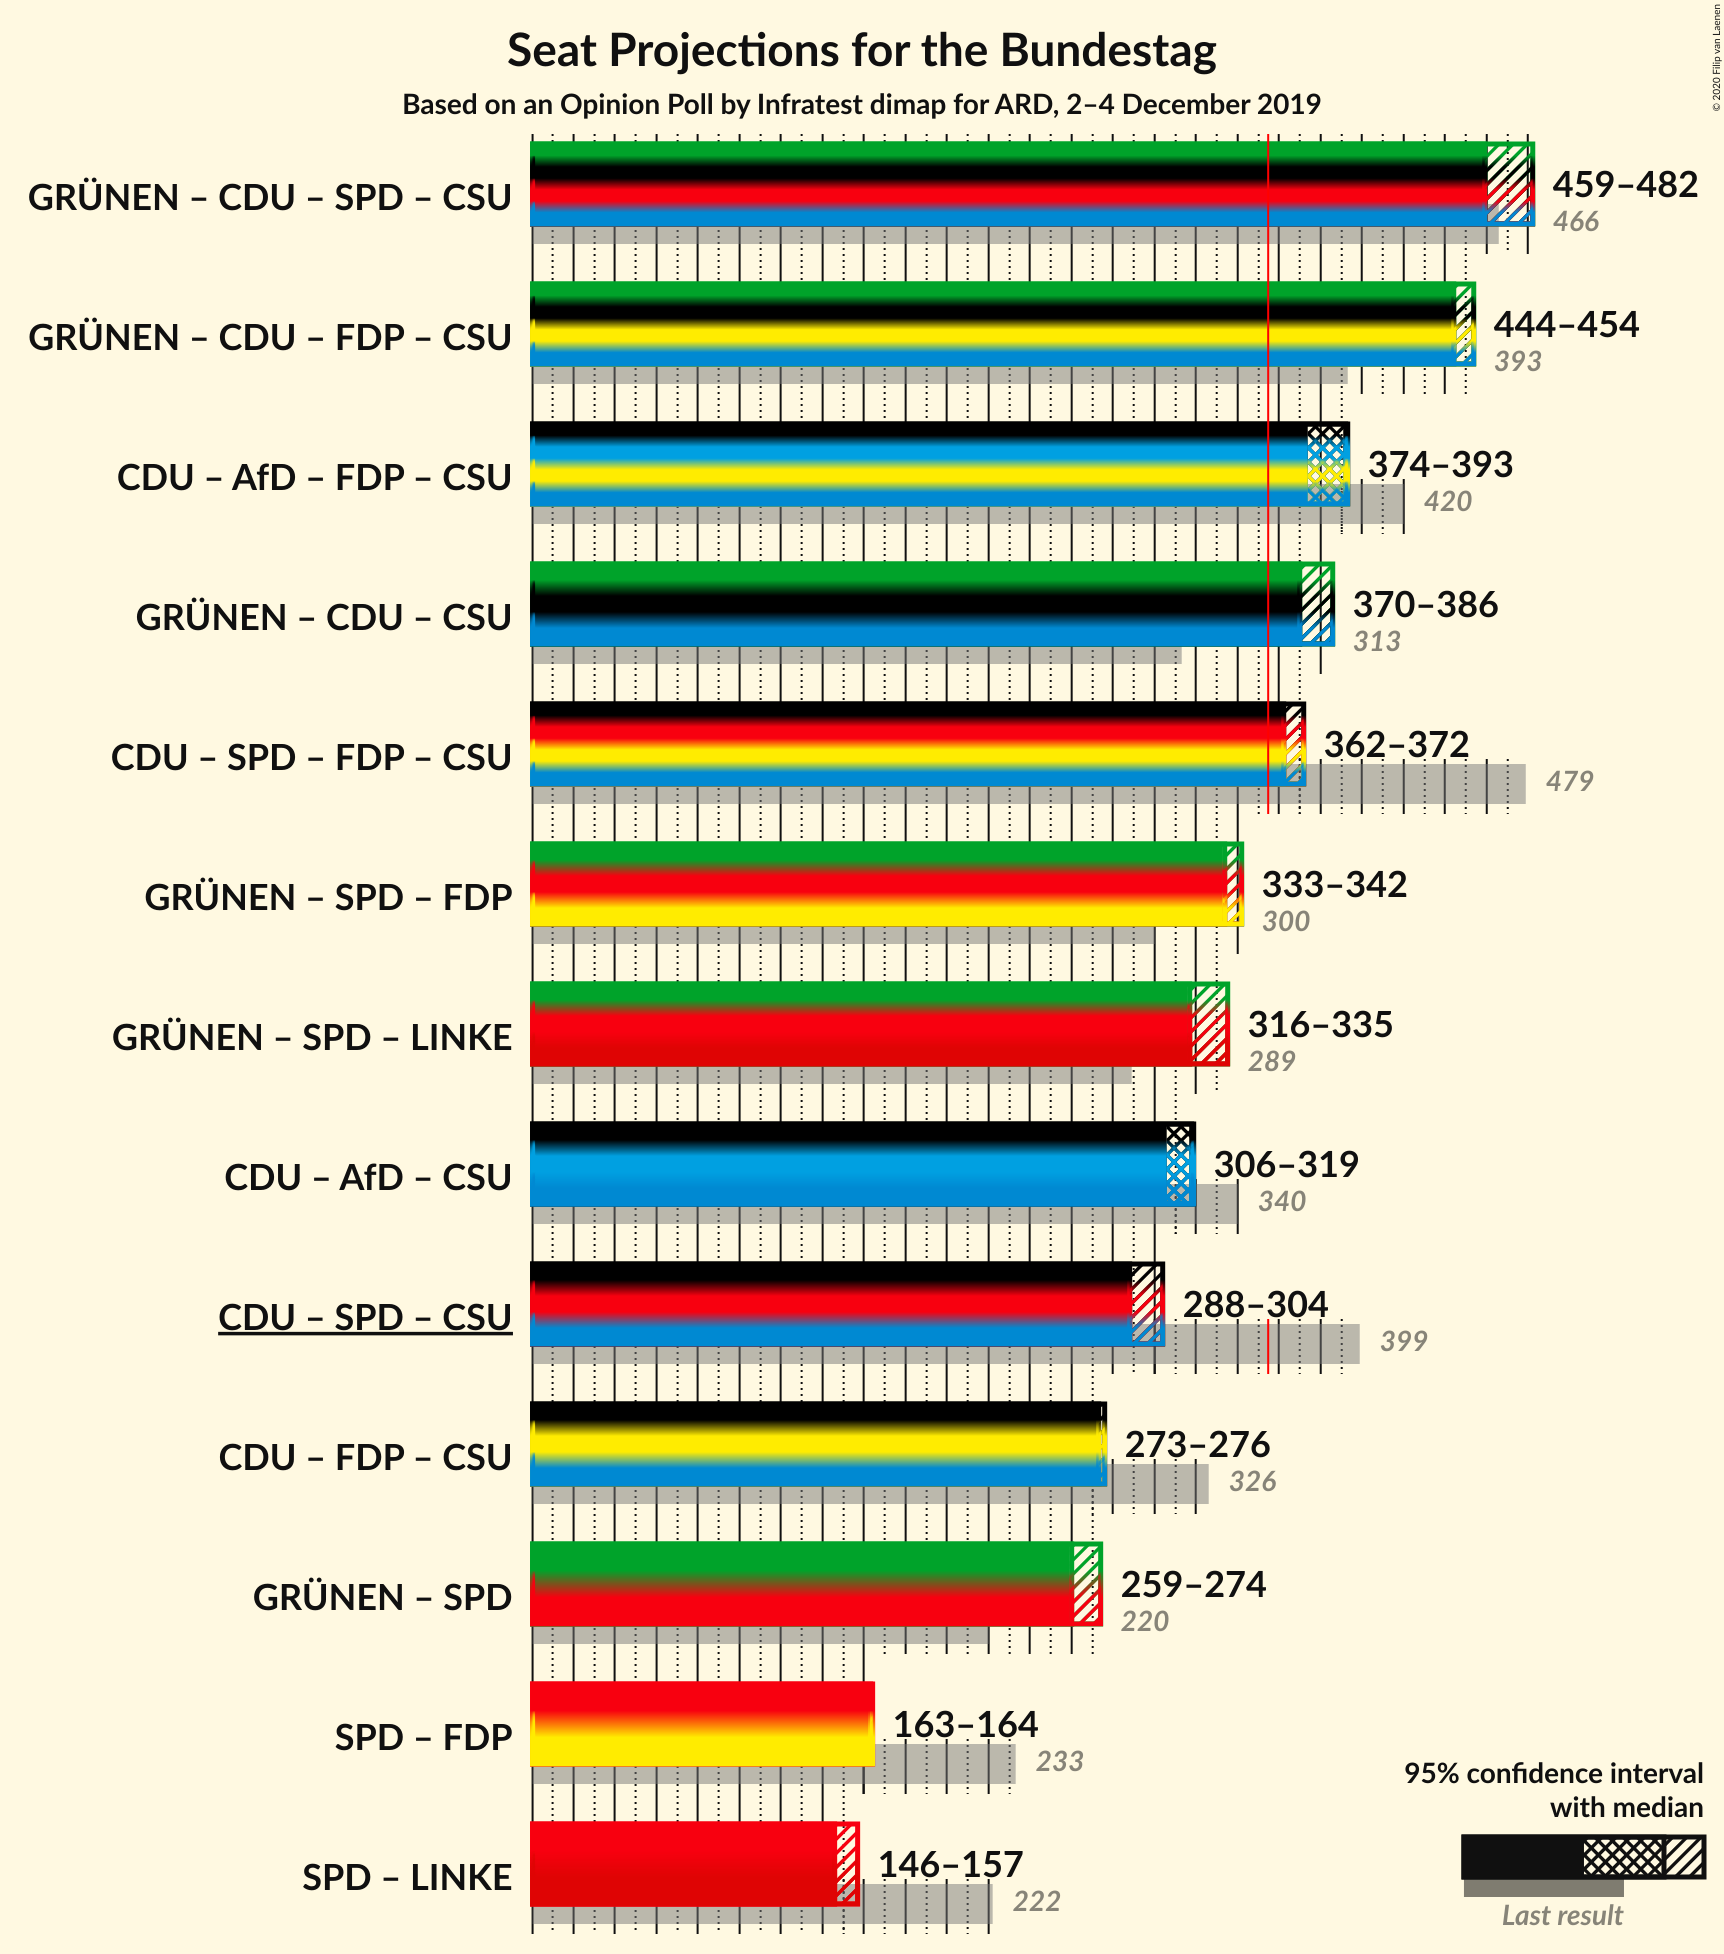 Seat Projections for the Bundestag
Based on an Opinion Poll by Infratest dimap for ARD, 2–4 December 2019
© 2020 Filip van Laenen
GRÜNEN – CDU – SPD – CSU
459–482
466
GRÜNEN – CDU – FDP – CSU
444–454
393
CDU – AfD – FDP – CSU
374–393
420
GRÜNEN – CDU – CSU
370–386
313
CDU – SPD – FDP – CSU
362–372
479
GRÜNEN – SPD – FDP
333–342
300
GRÜNEN – SPD – LINKE
316–335
289
CDU – AfD – CSU
306–319
340
CDU – SPD – CSU
288–304
399
CDU – FDP – CSU
273–276
326
GRÜNEN – SPD
259–274
220
SPD – FDP
163–164
233
SPD – LINKE
146–157
222
95% confidence interval
with median
Last result